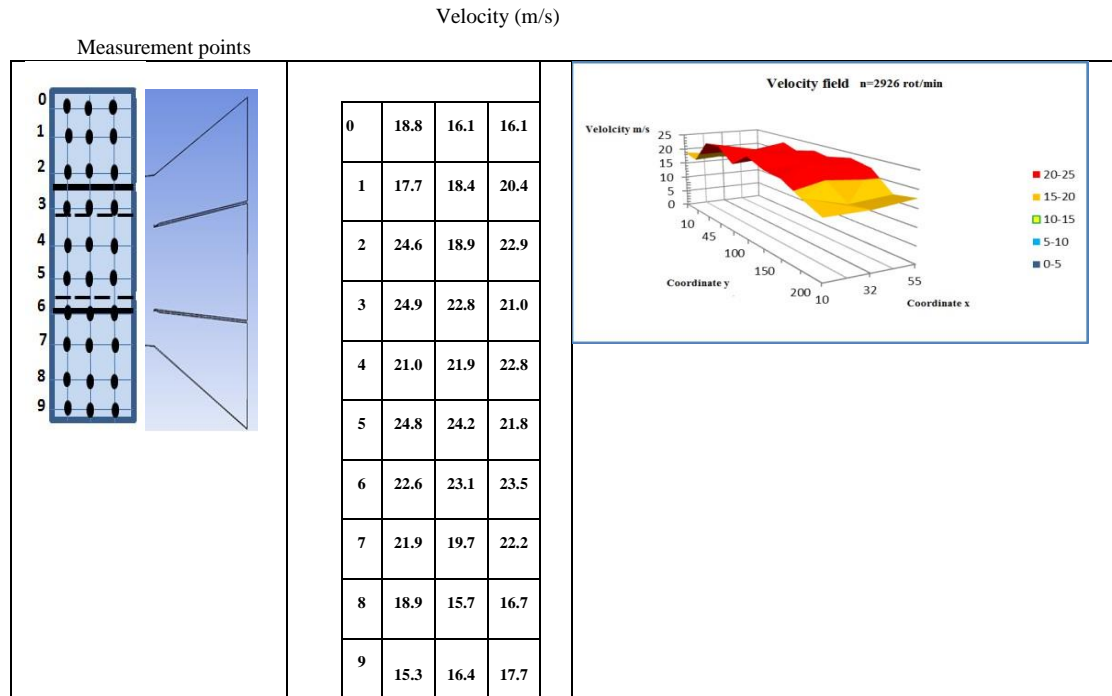 Velocity (m/s)
Measurement points
0
1
2
3
4
5
6
7
8
9
0 18.8 16.1 16.1
1 17.7 18.4 20.4
2 24.6 18.9 22.9
3 24.9 22.8 21.0
4 21.0 21.9 22.8
5 24.8 24.2 21.8
6 22.6 23.1 23.5
7 21.9 19.7 22.2
8 18.9 15.7 16.7
9 15.3 16.4 17.7
Velocity field n=2926 rot/min
Velolcity m/s
25
20
15
10
5
0
10
45
100
150
200
Coordinate y
10
32
55
Coordinate x
20-25
15-20
10-15
5-10
0-5